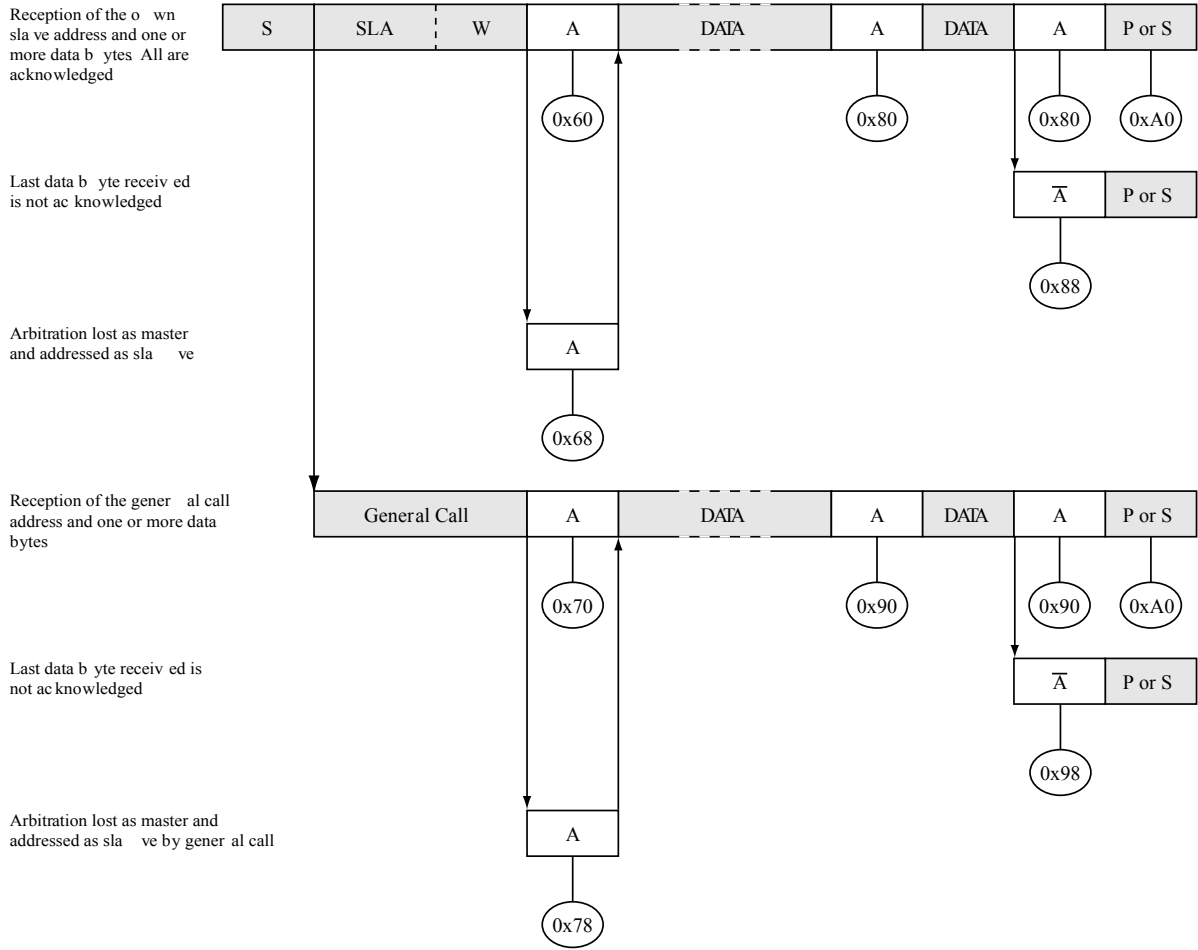 Reception of the o wn
sla ve address and one or
more data b ytes. All are
acknowledged
S SLA W A DATA A DATA A P or S
0x60 0x80 0x80 0xA0
Last data b yte receiv ed
is not ac knowledged
A P or S
0x88
Arbitration lost as master
and addressed as sla ve
A
0x68
Reception of the gener al call
address and one or more data
bytes
General Call A DATA A DATA A P or S
0x70 0x90 0x90 0xA0
Last data b yte receiv ed is
not ac knowledged
A P or S
0x98
Arbitration lost as master and
addressed as sla ve by gener al call
A
0x78